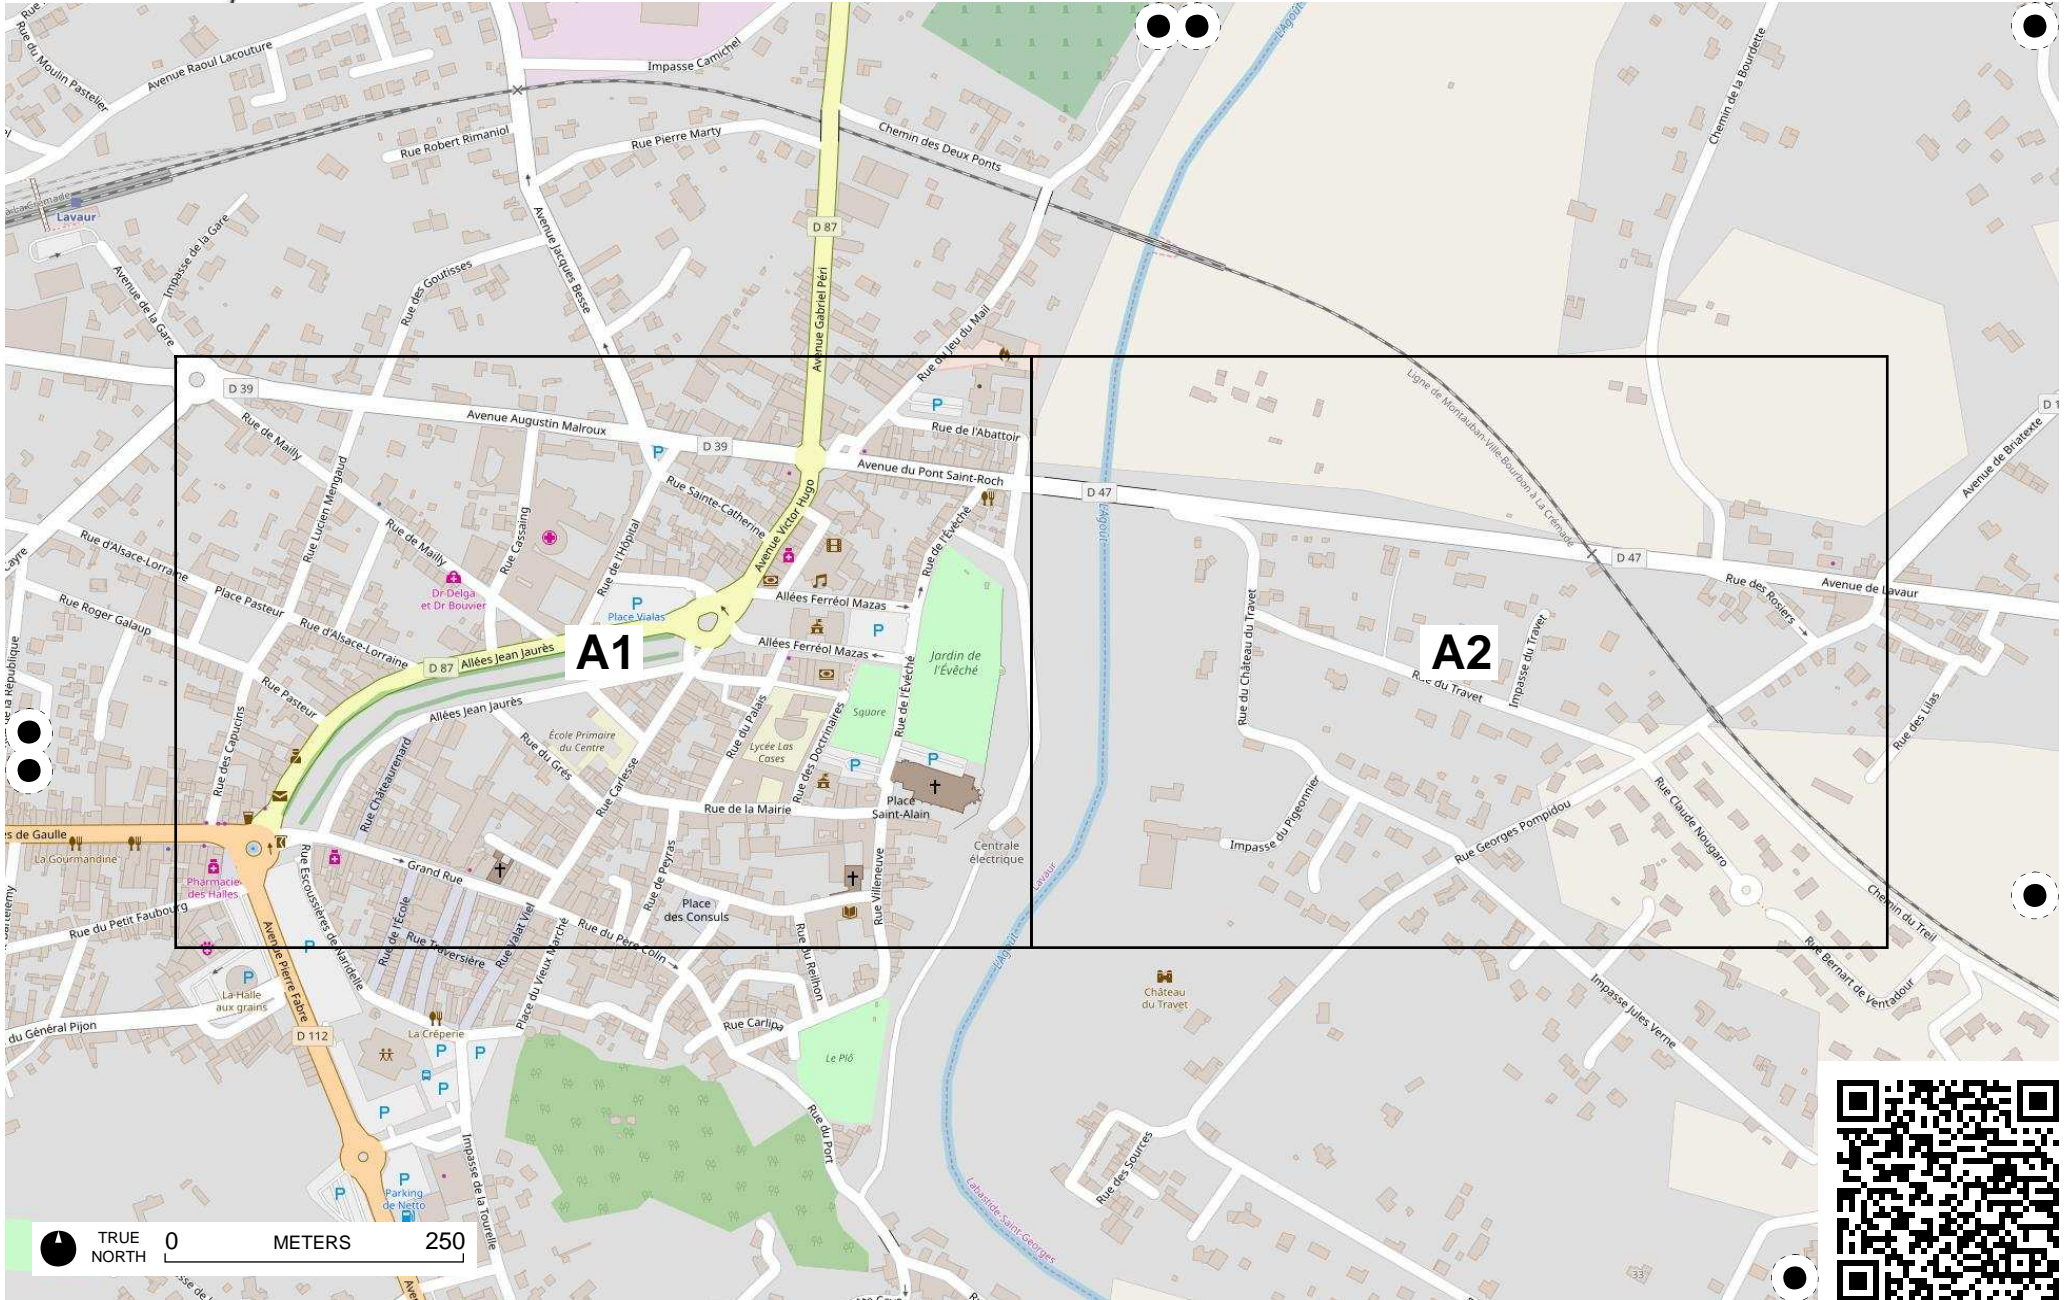 Rue du Moulin Pastelier
Avenue Raoul Lacouture
Impasse Camichel
L'Agoût
Chemin de la Bourdette
Rue Robert Rimaniol
Rue Pierre Marty
Chemin des Deux Ponts
Lavaur
Impasse de la Gare
Avenue de la Gare
Avenue Jacques Besse
D 87
Rue des Goutisses
Avenue Gabriel Péri
Rue du Jeu du Mail
D 39
Rue de Mailly
Avenue Augustin Malroux
P
D 39
P
Rue de l'Abattoir
Avenue du Pont Saint-Roch
Ligne de Montauban-Ville-Bourbon à La Crémade
D 1
Avenue de Briatexte
Rue Lucien Mengaud
Rue Sainte-Catherine
Avenue Victor Hugo
D 47
L'Agoût
Rue d'Alsace-Lorraine
Rue de Mailly
Rue Cassaing
Rue de l'Hôpital
Rue de l'Évêché
D 47
Avenue de Lavaur
Rue des Rosiers
Rue Roger Galaup
Place Pasteur
Dr Delga
et Dr Bouvier
P
Place Vialas
Allées Ferréol Mazas
P
Rue d'Alsace-Lorraine
D 87
Allées Jean Jaurès
A1
Allées Ferréol Mazas
Jardin de
l'Évêché
Rue du Château du Travet
A2
Rue du Travet
Impasse du Travet
Rue des Lilas
Rue Pasteur
Allées Jean Jaurès
Square
Rue de l'Évêché
Rue des Capucins
École Primaire
du Centre
Rue du Palais
Lycée Las
Cases
Rue des Doctrinaires
P
P
Rue du Grès
Rue Châteaurenard
Rue Carlesse
Rue de la Mairie
Place
Saint-Alain
Rue Claude Nougaro
Rue Georges Pompidou
Impasse du Pigeonnier
es de Gaulle
La Gourmandine
Centrale
électrique
Lavaur
Pharmacie
des Halles
Grand Rue
Rue Escoussières de Naridelle
Rue de Peyras
Rue Villeneuve
Place
des Consuls
Chemin du Treil
Rue du Petit Faubourg
Avenue Pierre Fabre
P
Rue de l'École
Rue Traversière
Rue Valat Viel
Rue du Père Colin
Rue du Reilhon
L'Agoût
Rue Bernart de Ventadour
Place du Vieux Marché
P
La Halle
aux grains
Château
du Travet
Impasse Jules Verne
du Général Pijon
D 112
La Crêperie
P
P
P
P
Rue Carlipa
Le Plô
Rue du Port
Impasse de la Tourelle
Rue des Sources
P
P
Parking
de Netto
Labastide-Saint-Georges
TRUE
NORTH
0
METERS
250
33